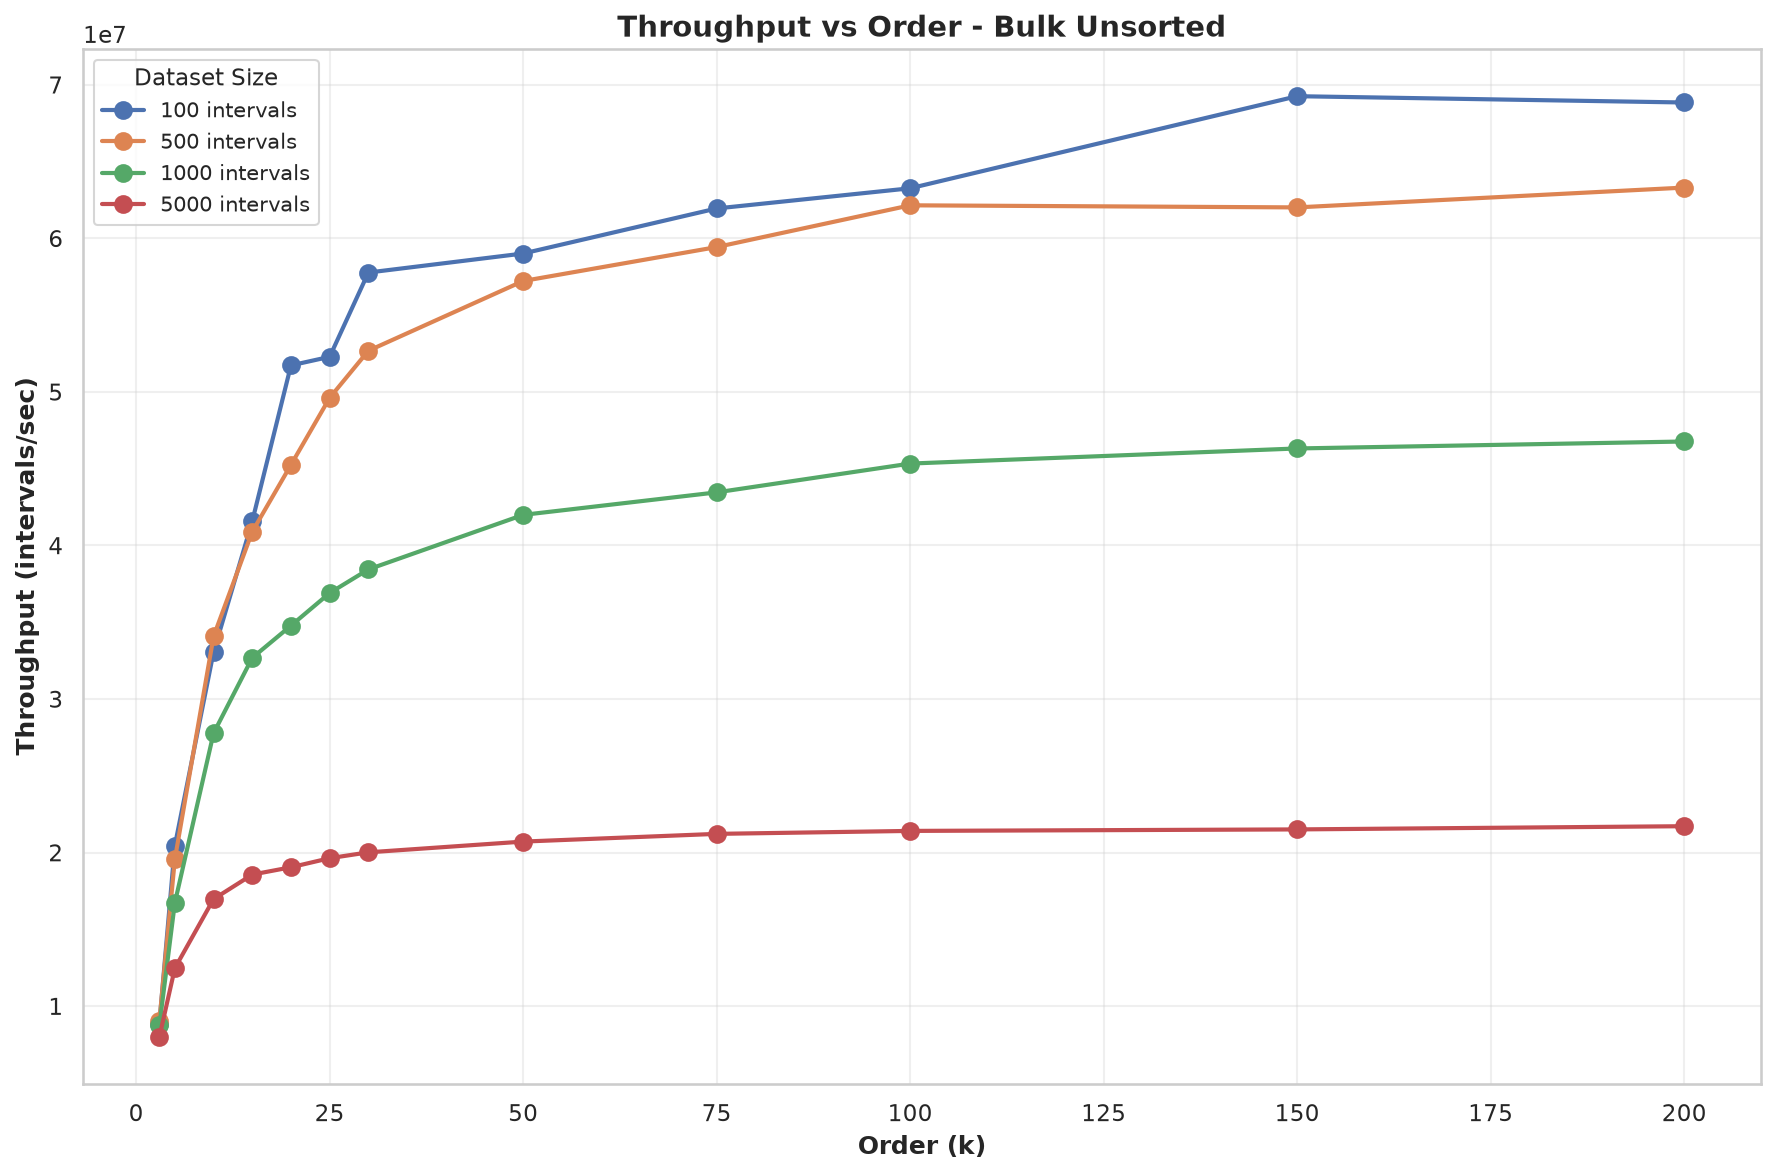 Throughput vs Order - Bulk Unsorted
1e7
Dataset Size
100 intervals
500 intervals
1000 intervals
5000 intervals
7
6
5
4
3
2
1
Throughput (intervals/sec)
0 25 50 75 100 125 150 175 200
Order (k)